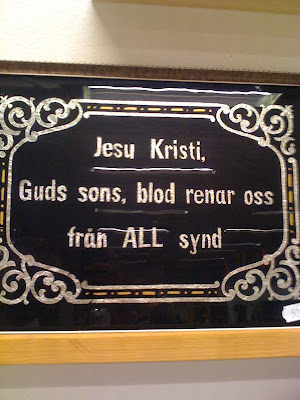 Jesu Kristi,
Guds sons, blod renar oss
från ALL synd